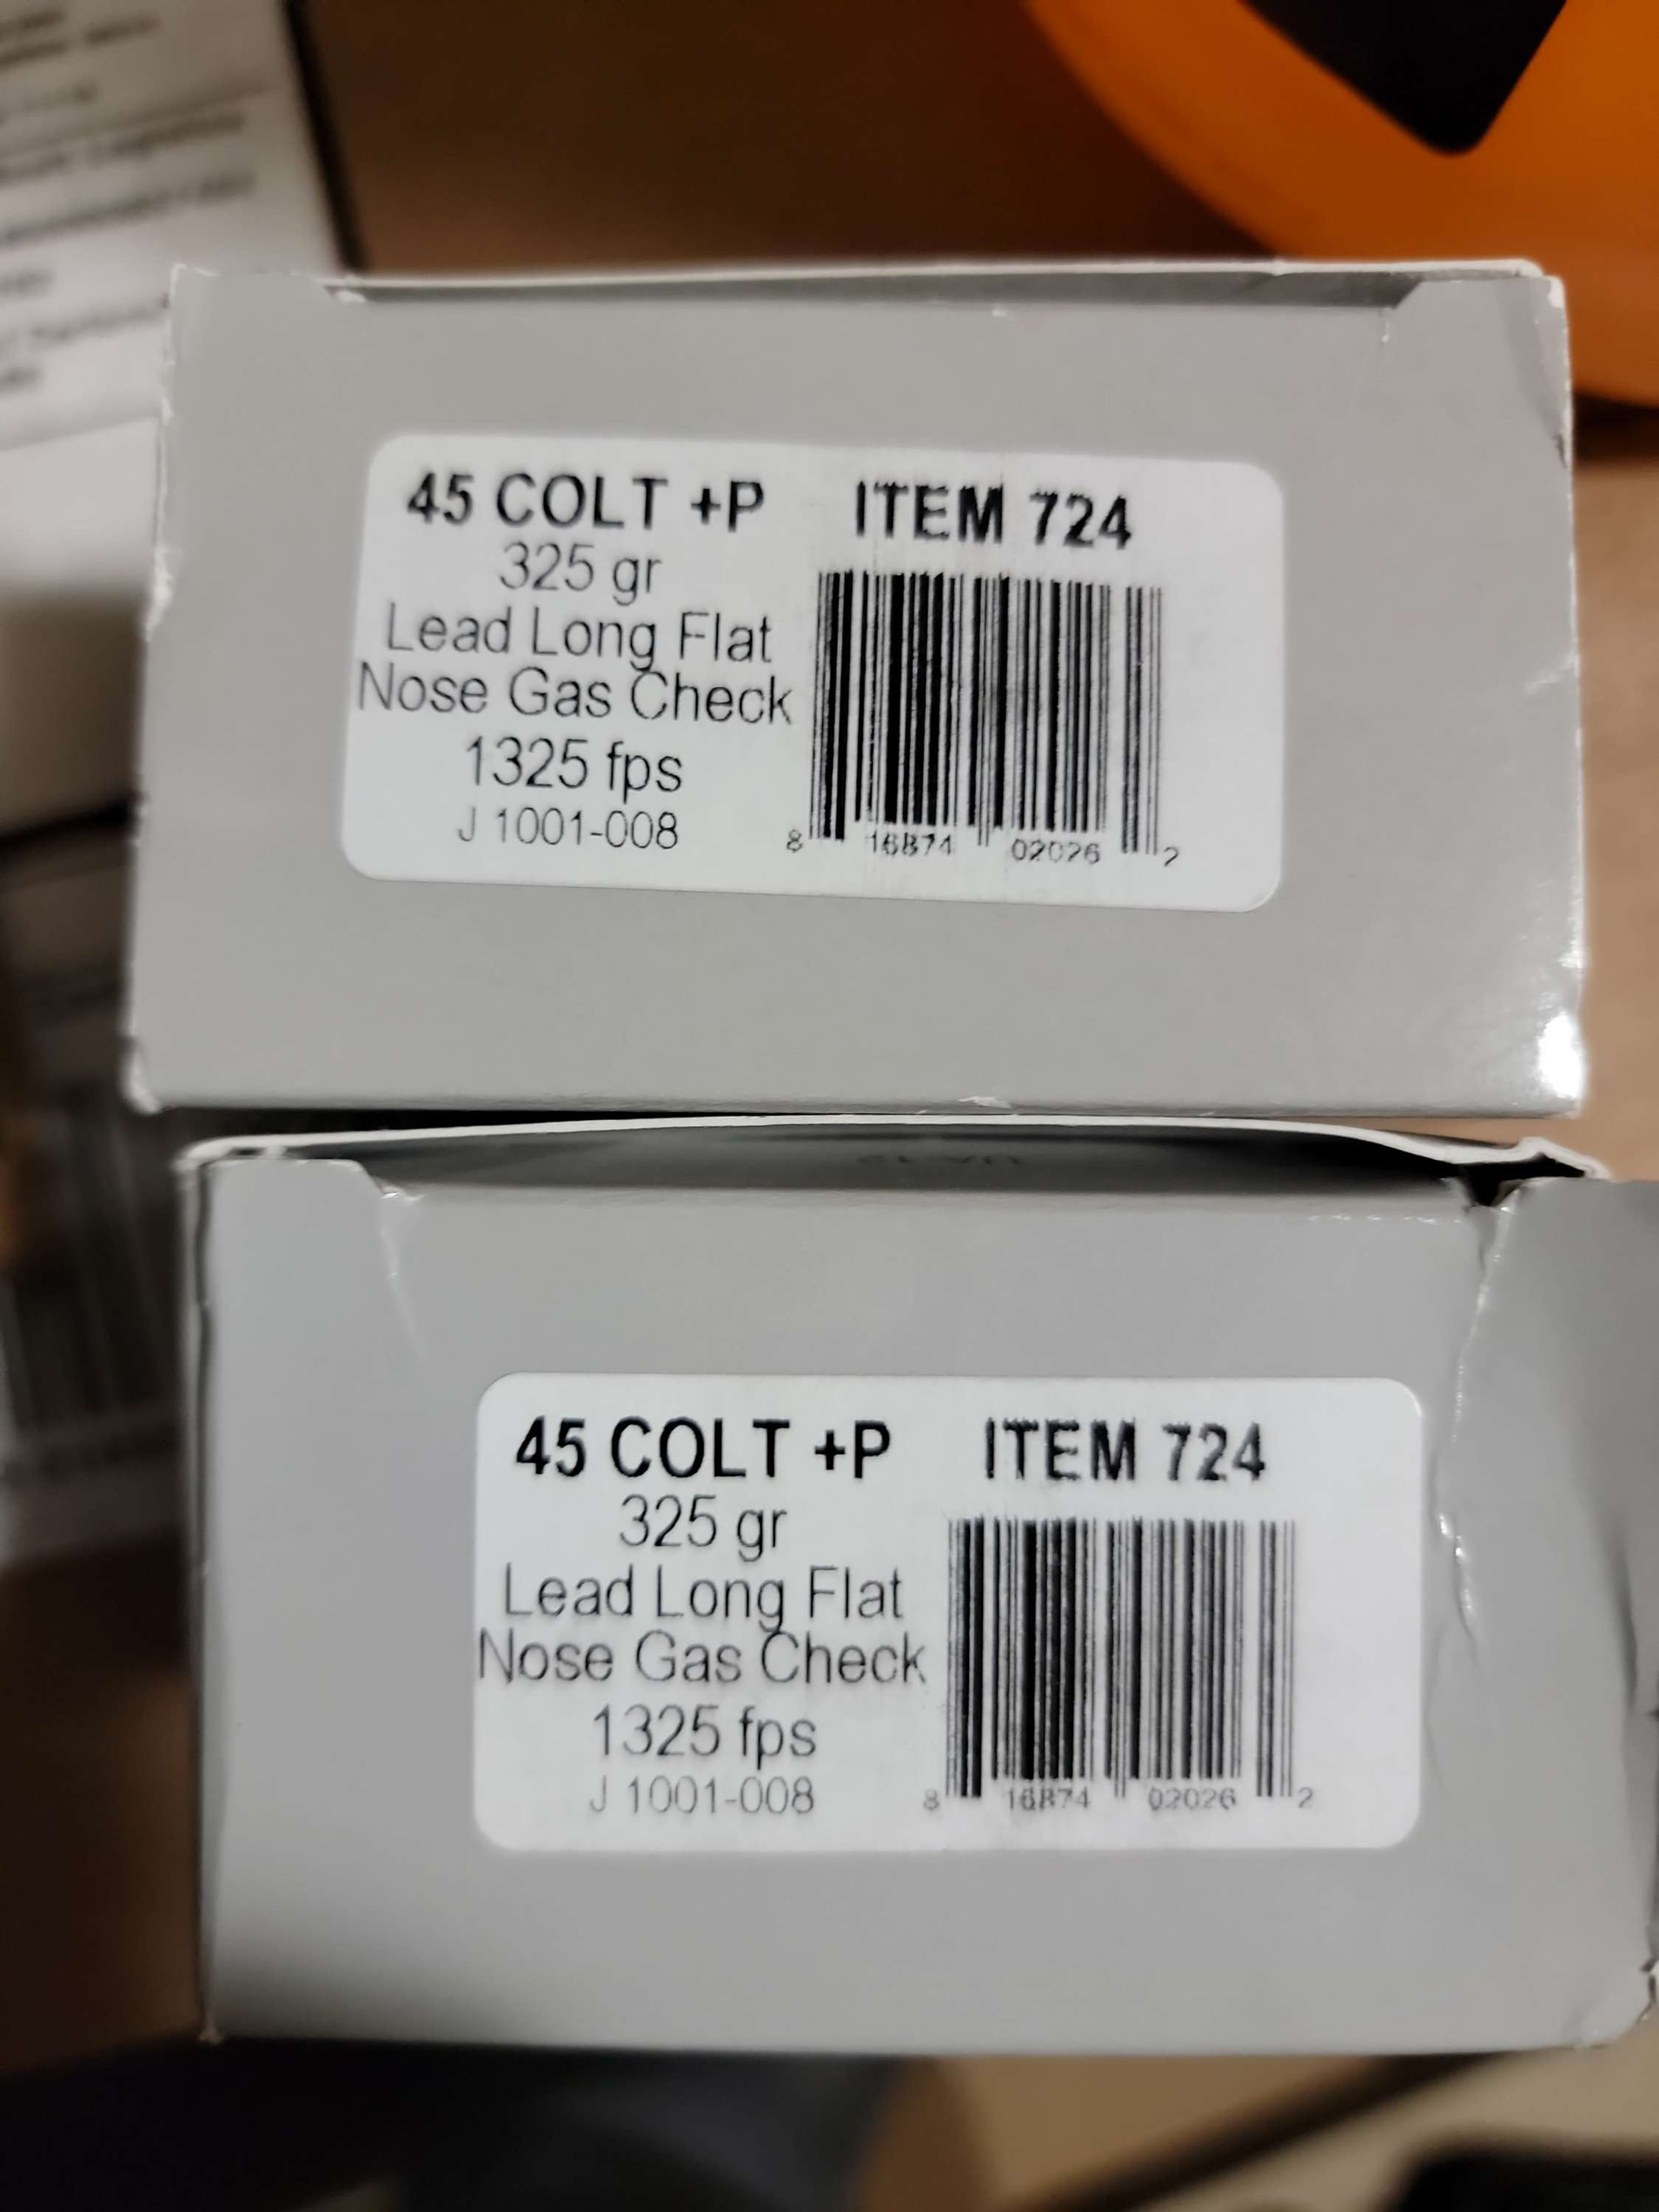 45 COLT +P ITEM 724
325 gr
Lead Long Flat
Nose Gas Check
1325 fps
J 1001-008
8 16874 02026 2
45 COLT +P ITEM 724
325 gr
Lead Long Flat
Nose Gas Check
1325 fps
J 1001-008
8 16874 02026 2